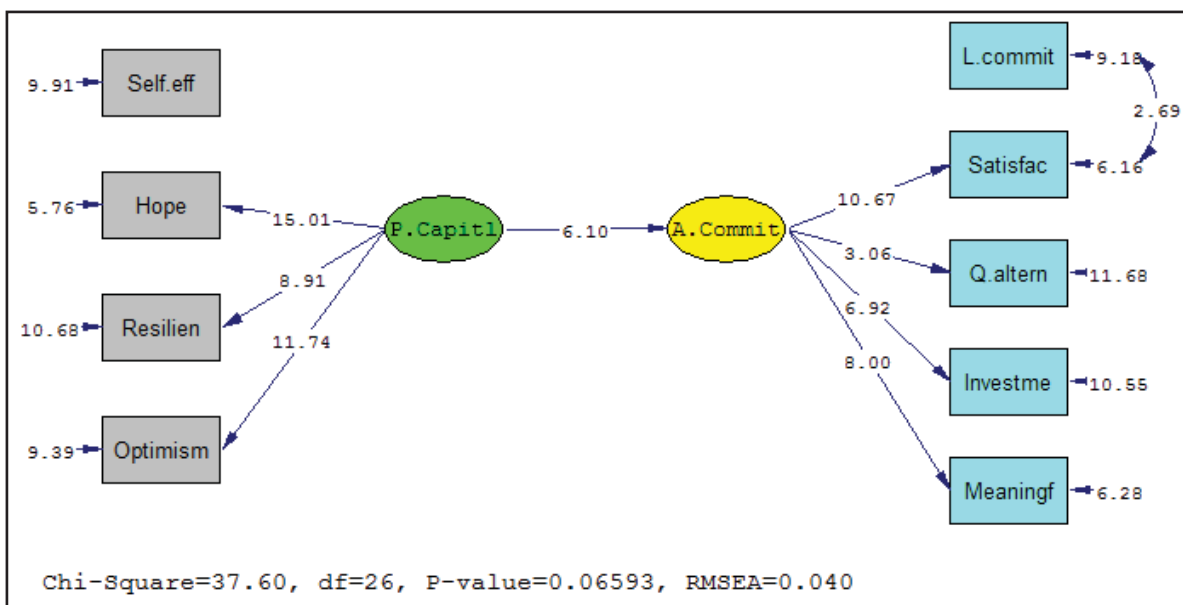 9.91 Self.eff
5.76 Hope
10.68 Resilien
9.39 Optimism
15.01
8.91
11.74
P.Capitl
6.10
A.Commit
10.67
3.06
6.92
8.00
L.commit 9.18
2.69
Satisfac 6.16
Q.altern 11.68
Investme 10.55
Meaningf 6.28
Chi-Square=37.60, df=26, P-value=0.06593, RMSEA=0.040